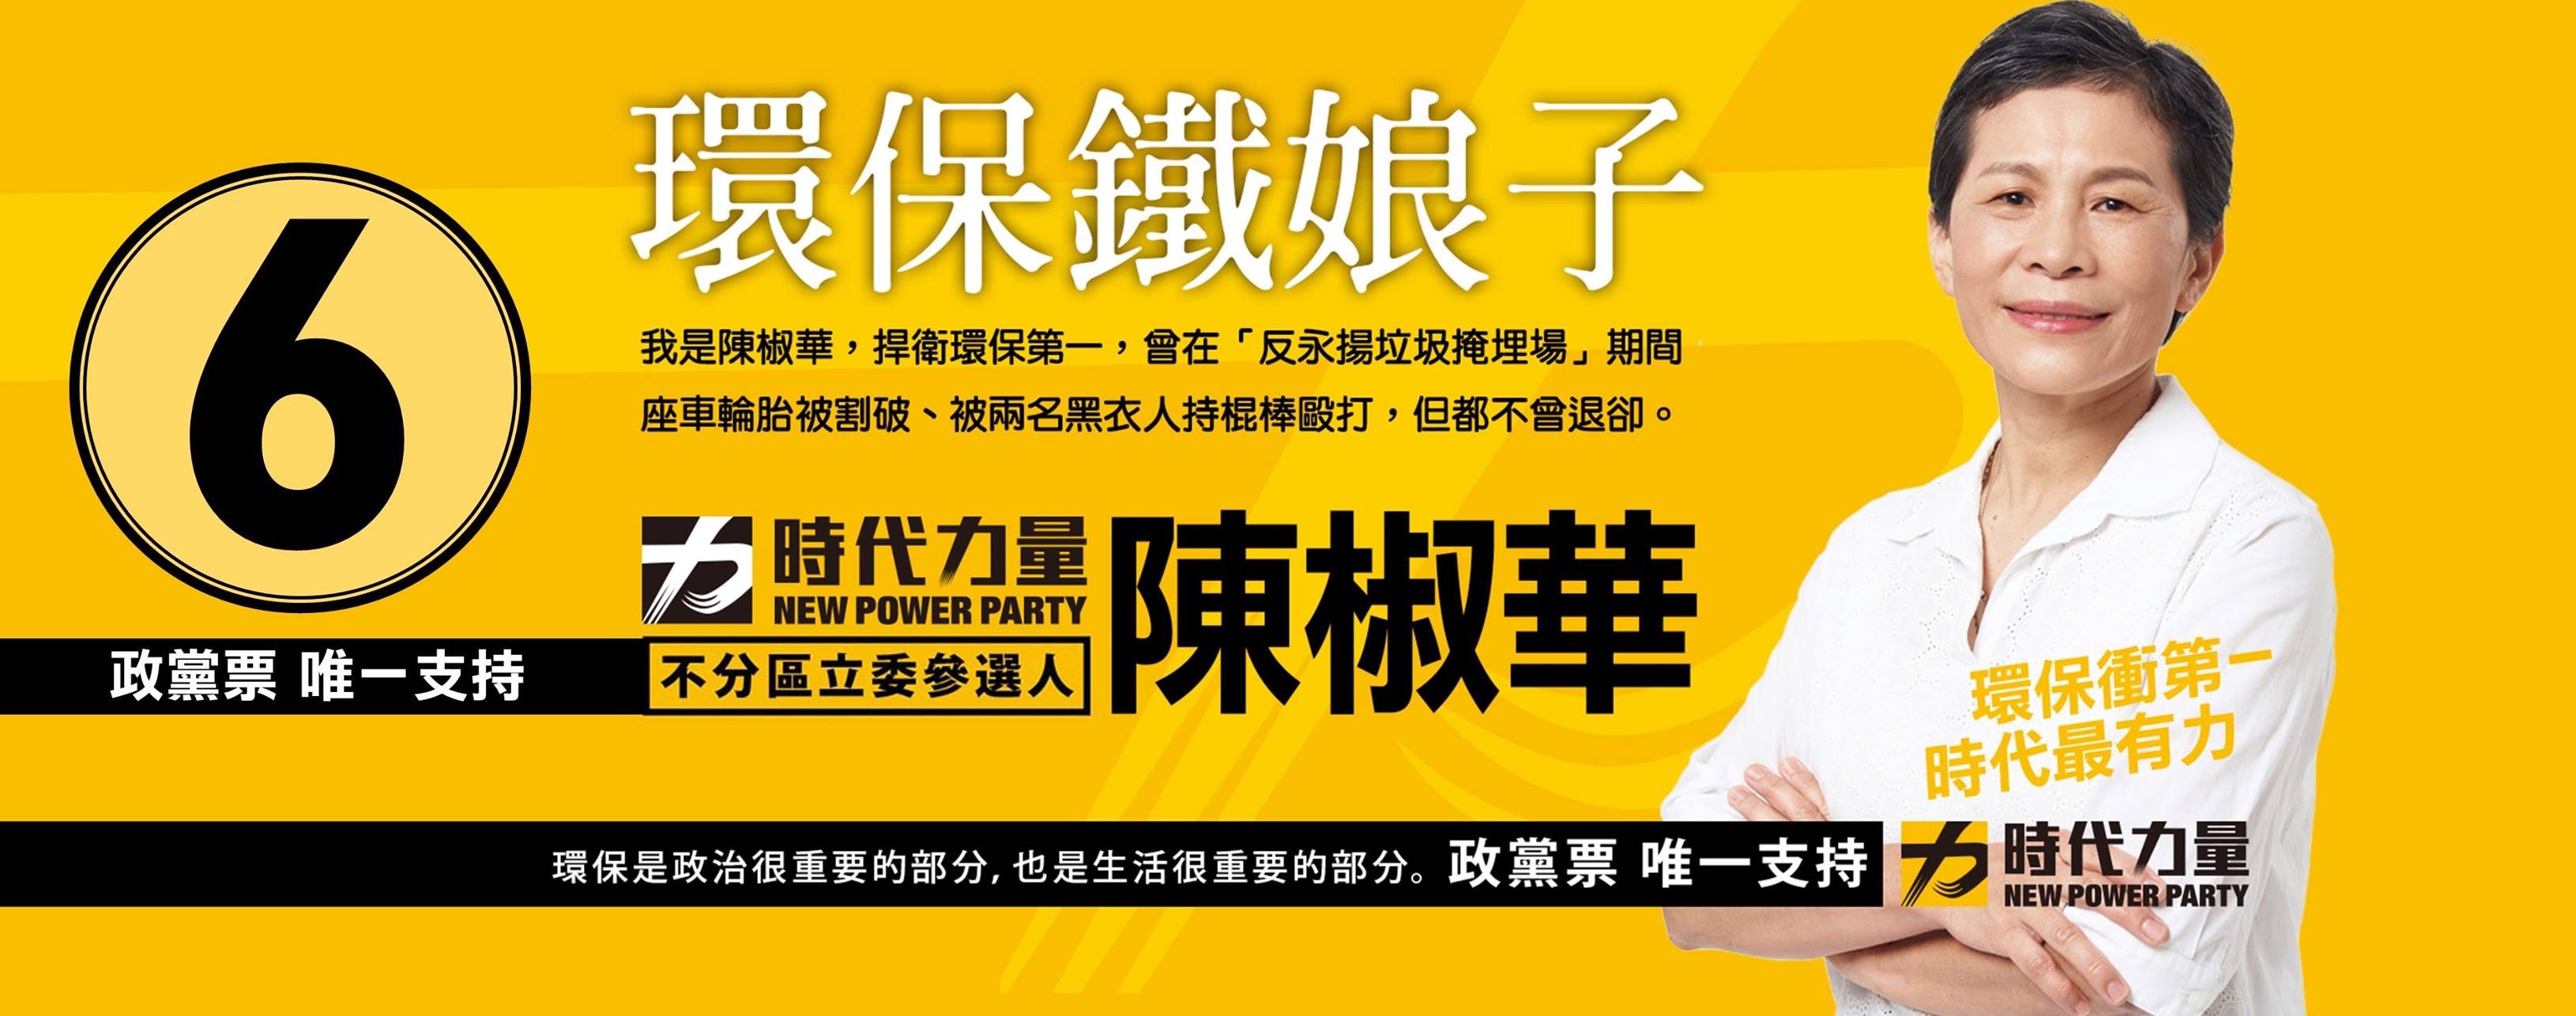 6
政黨票 唯一支持
環保鐵娘子
我是陳椒華，捍衛環保第一，曾在「反永揚垃圾掩埋場」期間
座車輪胎被割破、被兩名黑衣人持棍棒毆打，但都不曾退卻。
時代力量
NEW POWER PARTY
不分區立委參選人
陳椒華
環保衝第一
時代最有力
環保是政治很重要的部分, 也是生活很重要的部分。政黨票 唯一支持
時代力量
NEW POWER PARTY